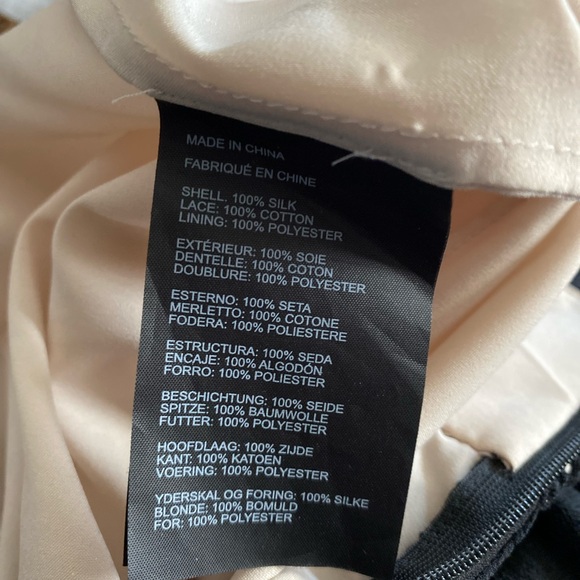 MADE IN CHINA
FABRIQUÉ EN CHINE
SHELL. 100% SILK
LACE: 100% COTTON
LINING: 100% POLYESTER
EXTÉRIEUR: 100% SOIE
DENTELLE: 100% COTON
DOUBLURE: 100% POLYESTER
ESTERNO: 100% SETA
MERLETTO: 100% COTONE
FODERA: 100% POLIESTERE
ESTRUCTURA: 100% SEDA
ENCAJE: 100% ALGODÓN
FORRO: 100% POLIESTER
BESCHICHTUNG: 100% SEIDE
SPITZE: 100% BAUMWOLLE
FUTTER: 100% POLYESTER
HOOFDLAAG: 100% ZIJDE
KANT: 100% KATOEN
VOERING: 100% POLYESTER
YDERSKAL OG FORING: 100% SILKE
BLONDE: 100% BOMULD
FOR: 100% POLYESTER